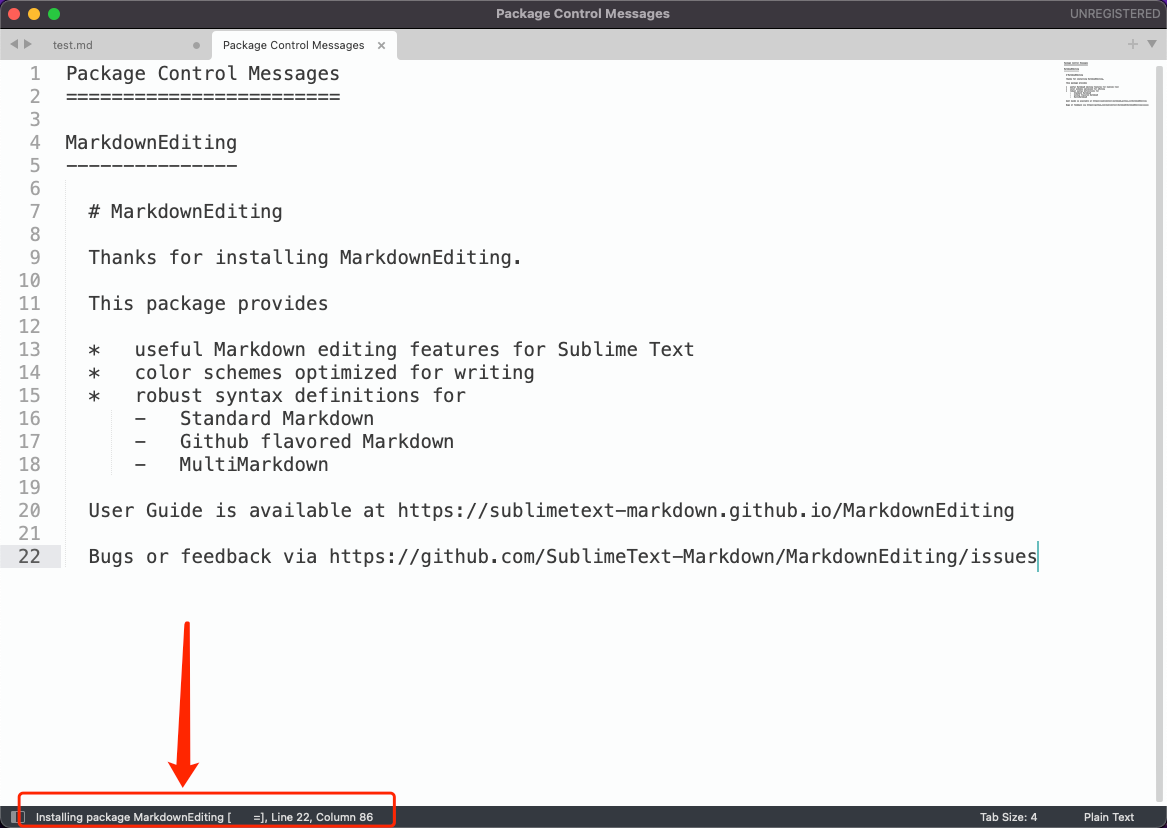 Package Control Messages
UNREGISTERED
test.md
Package Control Messages
1 Package Control Messages
2 ========================
3
4 MarkdownEditing
5 ---------------
6
7 # MarkdownEditing
8
9 Thanks for installing MarkdownEditing.
10
11 This package provides
12
13 * useful Markdown editing features for Sublime Text
14 * color schemes optimized for writing
15 * robust syntax definitions for
16 - Standard Markdown
17 - Github flavored Markdown
18 - MultiMarkdown
19
20 User Guide is available at https://sublimetext-markdown.github.io/MarkdownEditing
21
22 Bugs or feedback via https://github.com/SublimeText-Markdown/MarkdownEditing/issues
Installing package MarkdownEditing [       =], Line 22, Column 86
Tab Size: 4
Plain Text